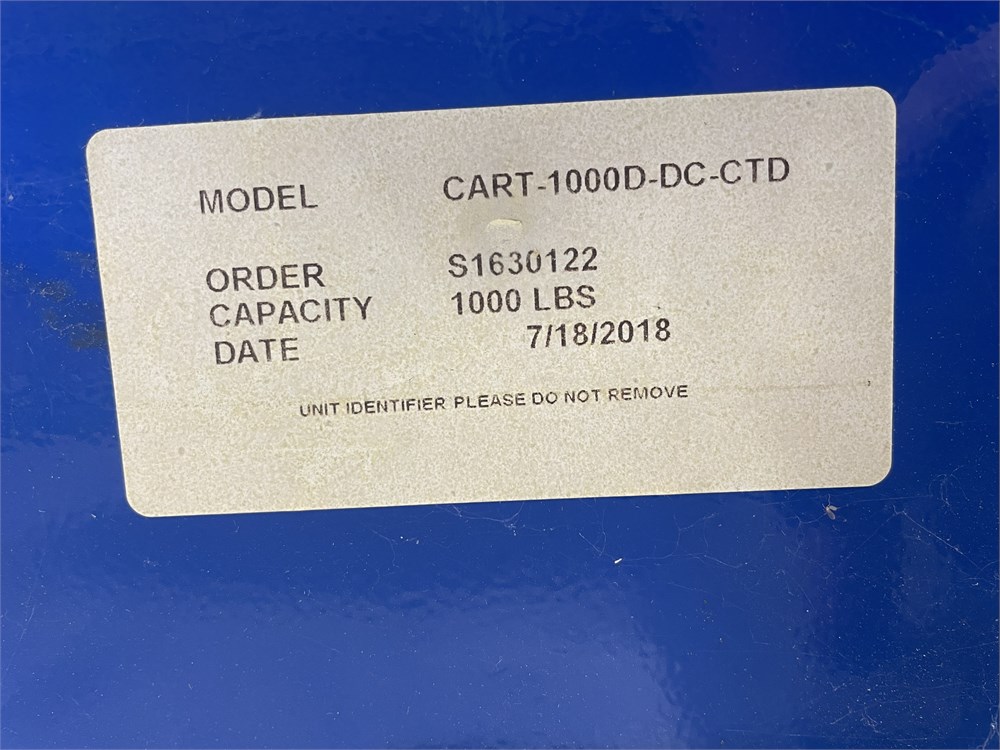 MODEL CART-1000D-DC-CTD
ORDER S1630122
CAPACITY 1000 LBS
DATE 7/18/2018
UNIT IDENTIFIER PLEASE DO NOT REMOVE